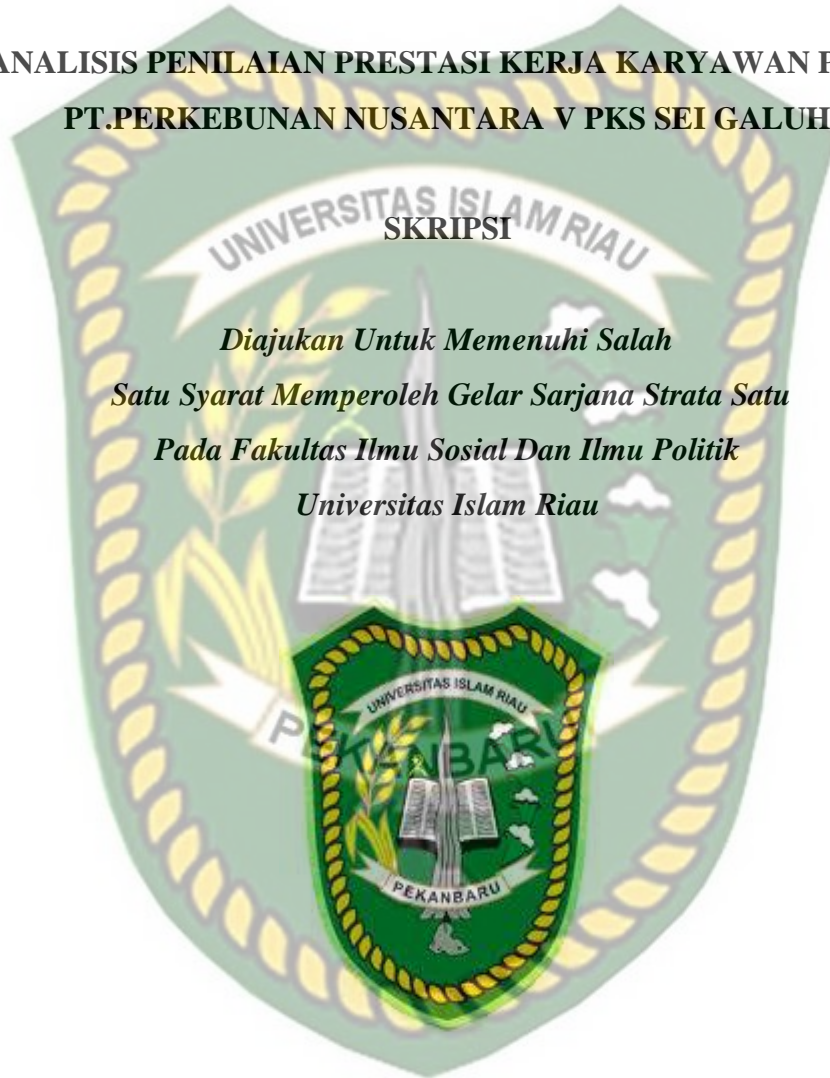 ANALISIS PENILAIAN PRESTASI KERJA KARYAWAN
PT.PERKEBUNAN NUSANTARA V PKS SEI GALUH
UNIVERSITAS ISLAM RIAU
SKRIPSI
Diajukan Untuk Memenuhi Salah
Satu Syarat Memperoleh Gelar Sarjana Strata Satu
Pada Fakultas Ilmu Sosial Dan Ilmu Politik
Universitas Islam Riau
UNIVERSITAS ISLAM RIAU
PEKANBARU
PEKANBARU